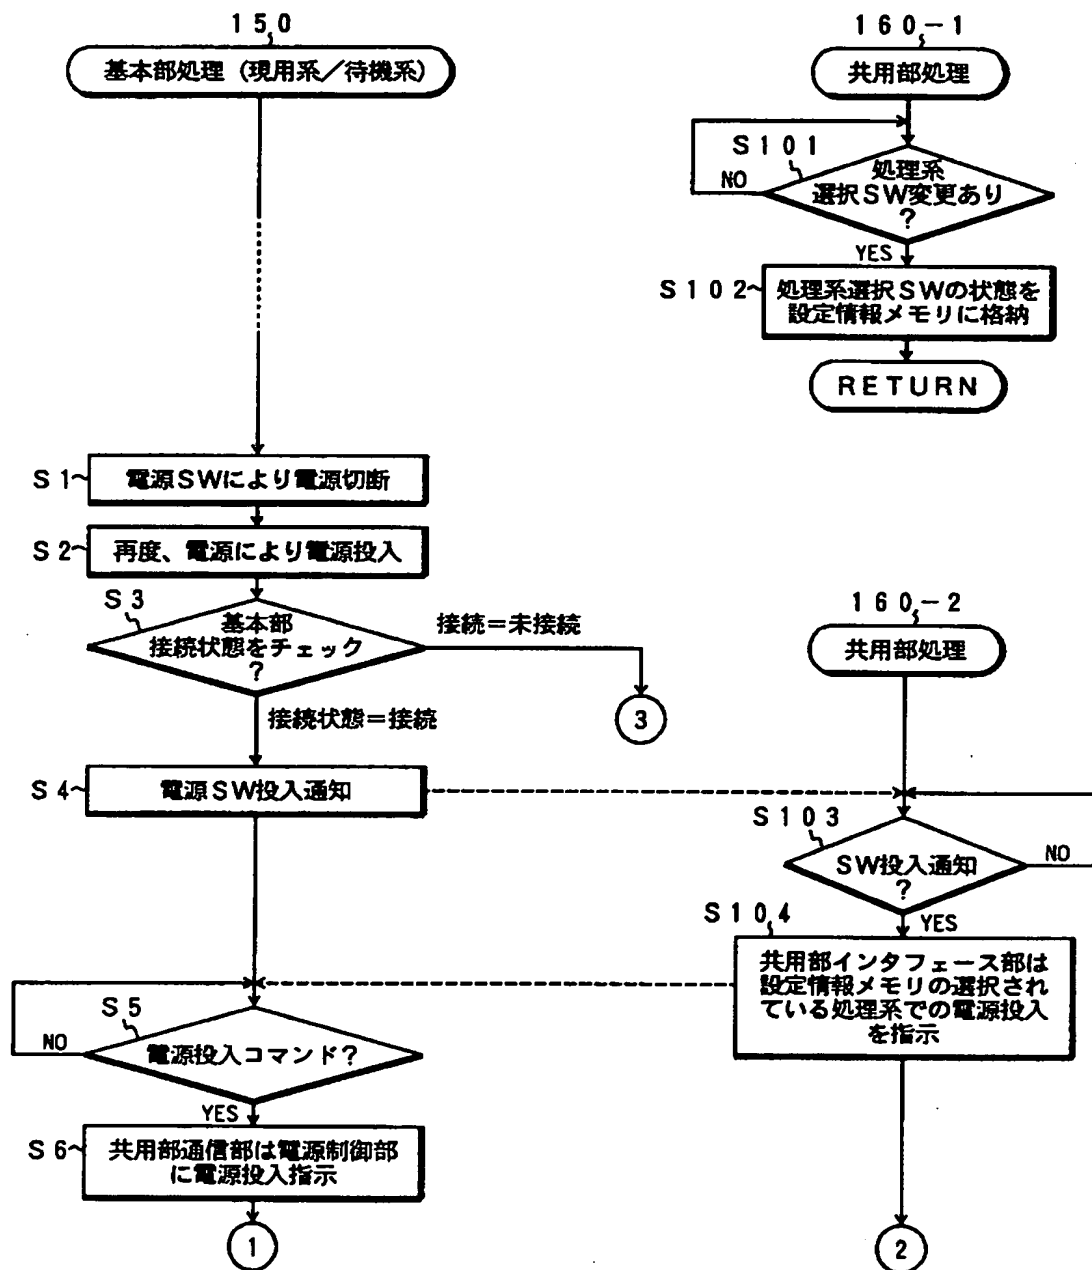 150
基本部処理（現用系／待機系）
S1
電源SWにより電源切断
S2
再度、電源により電源投入
S3
基本部
接続状態をチェック
?
接続＝未接続
3
接続状態＝接続
S4
電源SW投入通知
S5
電源投入コマンド?
NO
YES
S6
共用部通信部は電源制御部
に電源投入指示
1
160-1
共用部処理
S101
処理系
選択SW変更あり
?
NO
YES
S102
処理系選択SWの状態を
設定情報メモリに格納
RETURN
160-2
共用部処理
S103
SW投入通知
?
NO
YES
S104
共用部インタフェース部は
設定情報メモリの選択され
ている処理系での電源投入
を指示
2